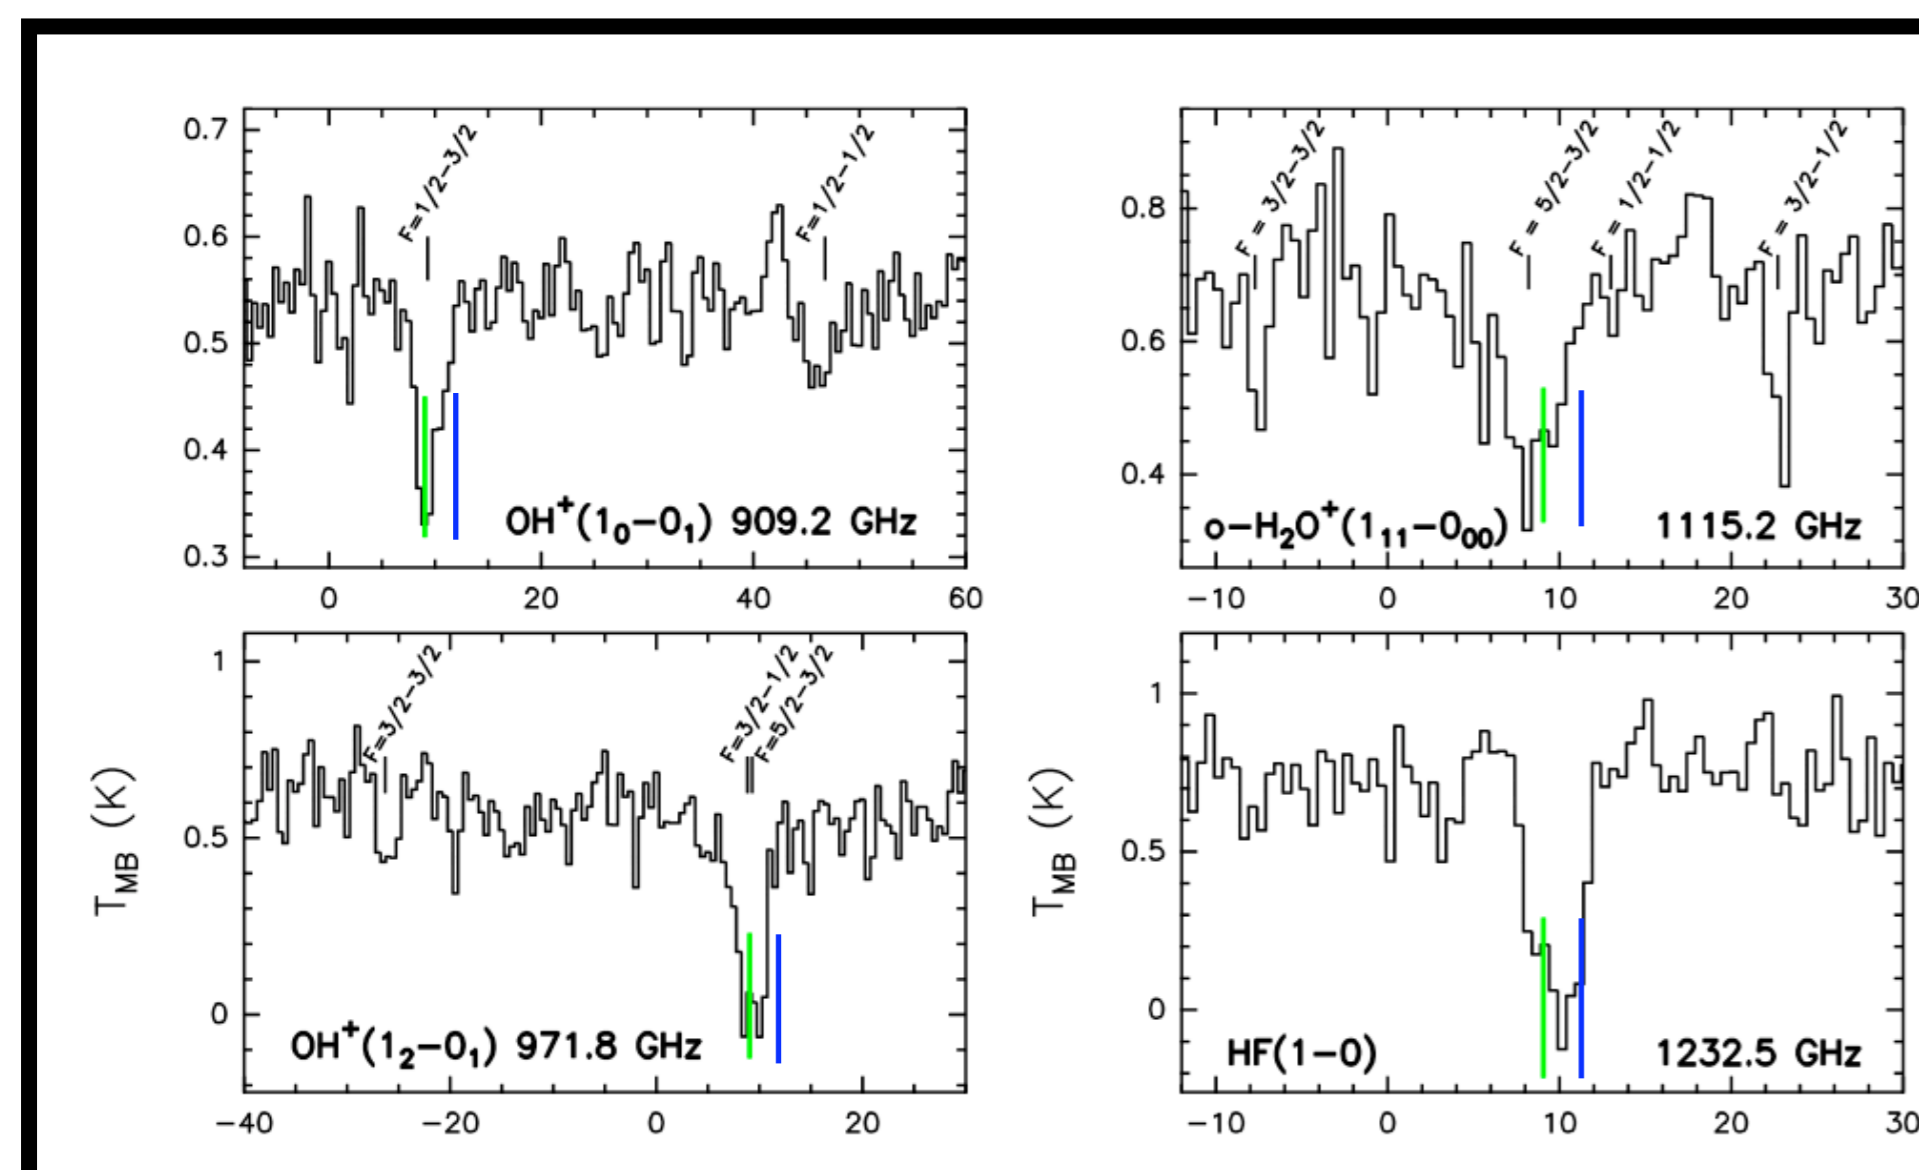 0.7
0.6
0.5
0.4
0.3
F=1/2−3/2
F=1/2−1/2
OH⁺(1₀−0₁) 909.2 GHz
0 20 40 60
0.8
0.6
0.4
F = 3/2−3/2
F = 5/2−3/2
F = 1/2−1/2
F = 3/2−1/2
o−H₂O⁺(1₁₁−0₀₀) 1115.2 GHz
−10 0 10 20 30
T_MB (K)
1
0.5
0
F=3/2−3/2
F=3/2−1/2
F=5/2−3/2
OH⁺(1₂−0₁) 971.8 GHz
−40 −20 0 20
T_MB (K)
1
0.5
0
HF(1−0) 1232.5 GHz
−10 0 10 20 30